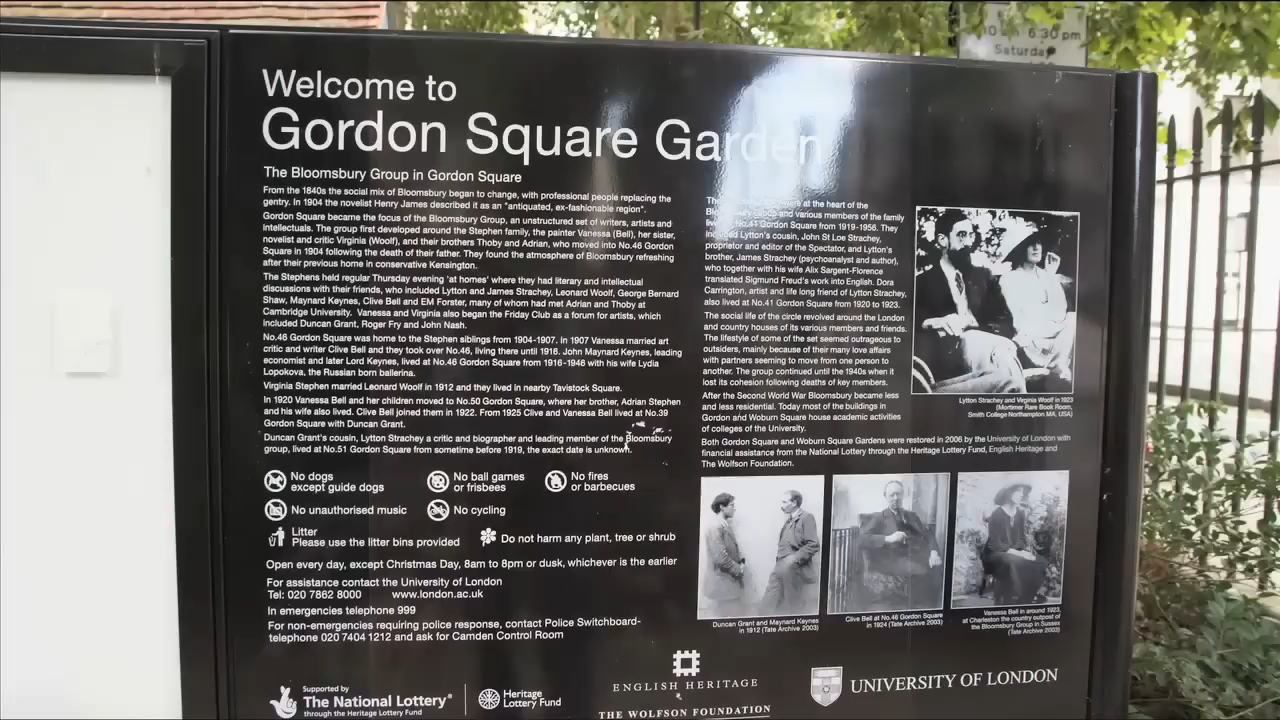 10 6.30 pm
Saturday
Welcome to
Gordon Square Garden
The Bloomsbury Group in Gordon Square
From the 1840s the social mix of Bloomsbury began to change, with professional people replacing the
gentry. In 1904 the novelist Henry James described it as an "antiquated, ex-fashionable region".
Gordon Square became the focus of the Bloomsbury Group, an unstructured set of writers, artists and
intellectuals. The group first developed around the Stephen family, the painter Vanessa (Bell), her sister,
novelist and critic Virginia (Woolf), and their brothers Thoby and Adrian, who moved into No.46 Gordon
Square in 1904 following the death of their father. They found the atmosphere of Bloomsbury refreshing
after their previous home in conservative Kensington.
The Stephens held regular Thursday evening 'at homes' where they had literary and intellectual
discussions with their friends, who included Lytton and James Strachey, Leonard Woolf, George Bernard
Shaw, Maynard Keynes, Clive Bell and EM Forster, many of whom had met Adrian and Thoby at
Cambridge University. Vanessa and Virginia also began the Friday Club as a forum for artists, which
included Duncan Grant, Roger Fry and John Nash.
No.46 Gordon Square was home to the Stephen siblings from 1904-1907. In 1907 Vanessa married art
critic and writer Clive Bell and they took over No.46, living there until 1916. John Maynard Keynes, leading
economist and later Lord Keynes, lived at No.46 Gordon Square from 1916-1946 with his wife Lydia
Lopokova, the Russian born ballerina.
Virginia Stephen married Leonard Woolf in 1912 and they lived in nearby Tavistock Square.
In 1920 Vanessa Bell and her children moved to No.50 Gordon Square, where her brother, Adrian Stephen
and his wife also lived. Clive Bell joined them in 1922. From 1925 Clive and Vanessa Bell lived at No.39
Gordon Square with Duncan Grant.
Duncan Grant's cousin, Lytton Strachey a critic and biographer and leading member of the Bloomsbury
group, lived at No.51 Gordon Square from sometime before 1919, the exact date is unknown.
No dogs
except guide dogs
No ball games
or frisbees
No fires
or barbecues
No unauthorised music
No cycling
Litter
Please use the litter bins provided
Do not harm any plant, tree or shrub
Open every day, except Christmas Day, 8am to 8pm or dusk, whichever is the earlier
For assistance contact the University of London
Tel: 020 7862 8000 www.london.ac.uk
In emergencies telephone 999
For non-emergencies requiring police response, contact Police Switchboard-
telephone 020 7404 1212 and ask for Camden Control Room
at the heart of the
and various members of the family
No.41 Gordon Square from 1919-1956. They
included Lytton's cousin, John St Loe Strachey,
proprietor and editor of the Spectator, and Lytton's
brother, James Strachey (psychoanalyst and author),
who together with his wife Alix Sargent-Florence
translated Sigmund Freud's work into English. Dora
Carrington, artist and life long friend of Lytton Strachey,
also lived at No.41 Gordon Square from 1920 to 1923.
The social life of the circle revolved around the London
and country houses of its various members and friends.
The lifestyle of some of the set seemed outrageous to
outsiders, mainly because of their many love affairs
with partners seeming to move from one person to
another. The group continued until the 1940s when it
lost its cohesion following deaths of key members.
After the Second World War Bloomsbury became less
and less residential. Today most of the buildings in
Gordon and Woburn Square house academic activities
of colleges of the University.
Both Gordon Square and Woburn Square Gardens were restored in 2006 by the University of London with
financial assistance from the National Lottery through the Heritage Lottery Fund, English Heritage and
The Wolfson Foundation.
Lytton Strachey and Virginia Woolf in 1923
(Mortimer Rare Book Room,
Smith College Northampton MA, USA)
Duncan Grant and Maynard Keynes
in 1912 (Tate Archive 2003)
Clive Bell at No.46 Gordon Square
in 1924 (Tate Archive 2003)
Vanessa Bell in around 1923,
at Charleston the country outpost of
the Bloomsbury Group in Sussex
(Tate Archive 2003)
Supported by
The National Lottery®
through the Heritage Lottery Fund
Heritage
Lottery Fund
ENGLISH HERITAGE
THE WOLFSON FOUNDATION
UNIVERSITY OF LONDON